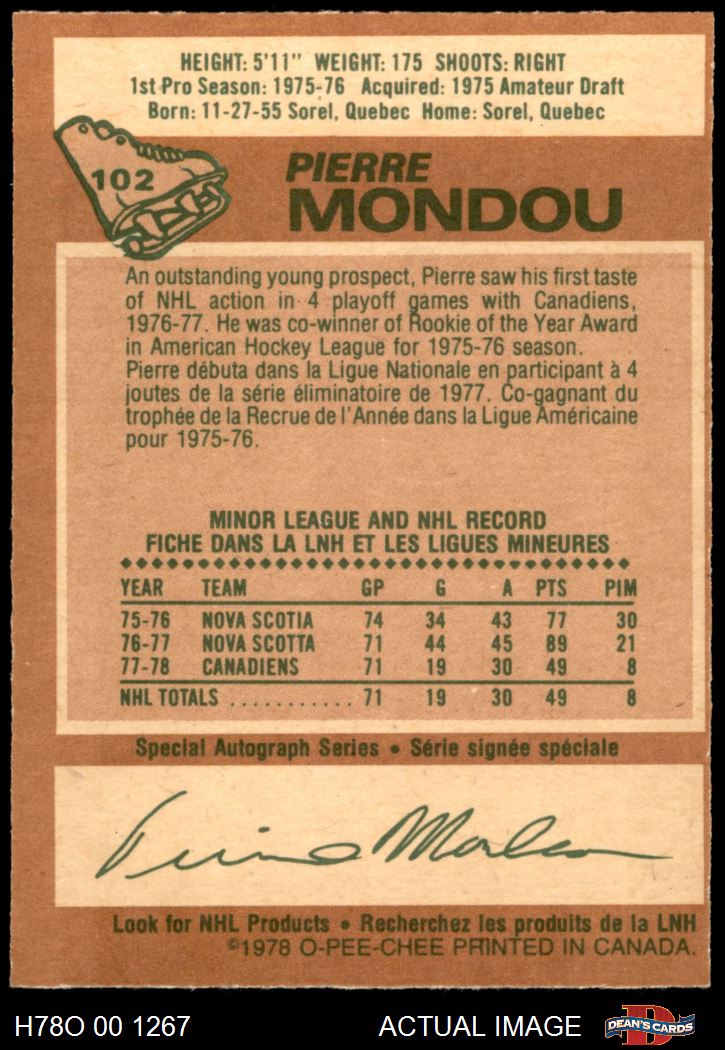 HEIGHT: 5'11" WEIGHT: 175 SHOOTS: RIGHT
1st Pro Season: 1975-76 Acquired: 1975 Amateur Draft
Born: 11-27-55 Sorel, Quebec Home: Sorel, Quebec
102
PIERRE
MONDOU
An outstanding young prospect, Pierre saw his first taste
of NHL action in 4 playoff games with Canadiens,
1976-77. He was co-winner of Rookie of the Year Award
in American Hockey League for 1975-76 season.
Pierre débuta dans la Ligue Nationale en participant à 4
joutes de la série éliminatoire de 1977. Co-gagnant du
trophée de la Recrue de l'Année dans la Ligue Américaine
pour 1975-76.
MINOR LEAGUE AND NHL RECORD
FICHE DANS LA LNH ET LES LIGUES MINEURES
YEAR TEAM GP G A PTS PIM
75-76 NOVA SCOTIA 74 34 43 77 30
76-77 NOVA SCOTTA 71 44 45 89 21
77-78 CANADIENS 71 19 30 49 8
NHL TOTALS ........... 71 19 30 49 8
Special Autograph Series • Série signée spéciale
Pierre Mondou
Look for NHL Products • Recherchez les produits de la LNH
©1978 O-PEE-CHEE PRINTED IN CANADA.
H78O 00 1267 ACTUAL IMAGE
D
DEAN'S CARDS